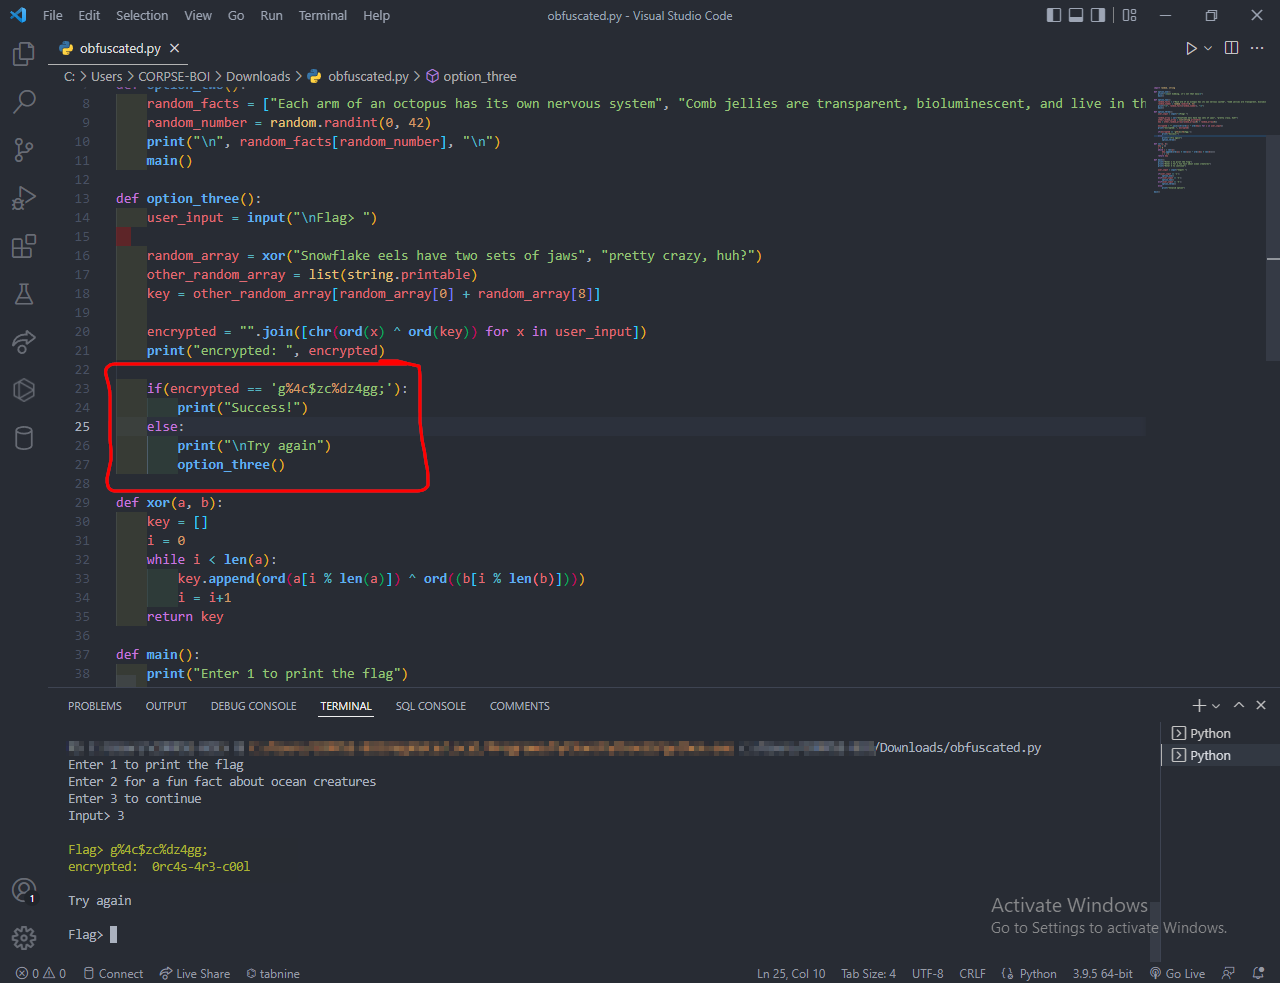 File Edit Selection View Go Run Terminal Help obfuscated.py - Visual Studio Code
obfuscated.py
C: > Users > CORPSE-BOI > Downloads > obfuscated.py > option_three
7 def option_two():
8 random_facts = ["Each arm of an octopus has its own nervous system", "Comb jellies are transparent, bioluminescent, and live in th
9 random_number = random.randint(0, 42)
10 print("\n", random_facts[random_number], "\n")
11 main()
12
13 def option_three():
14 user_input = input("\nFlag> ")
15
16 random_array = xor("Snowflake eels have two sets of jaws", "pretty crazy, huh?")
17 other_random_array = list(string.printable)
18 key = other_random_array[random_array[0] + random_array[8]]
19
20 encrypted = "".join([chr(ord(x) ^ ord(key)) for x in user_input])
21 print("encrypted: ", encrypted)
22
23 if(encrypted == 'g%4c$zc%dz4gg;'):
24 print("Success!")
25 else:
26 print("\nTry again")
27 option_three()
28
29 def xor(a, b):
30 key = []
31 i = 0
32 while i < len(a):
33 key.append(ord(a[i % len(a)]) ^ ord((b[i % len(b)])))
34 i = i+1
35 return key
36
37 def main():
38 print("Enter 1 to print the flag")
PROBLEMS OUTPUT DEBUG CONSOLE TERMINAL SQL CONSOLE COMMENTS
/Downloads/obfuscated.py
Enter 1 to print the flag
Enter 2 for a fun fact about ocean creatures
Enter 3 to continue
Input> 3
Flag> g%4c$zc%dz4gg;
encrypted:  0rc4s-4r3-c00l
Try again
Flag>
Python
Python
Activate Windows
Go to Settings to activate Windows.
1
0 0 Connect Live Share tabnine Ln 25, Col 10 Tab Size: 4 UTF-8 CRLF Python 3.9.5 64-bit Go Live